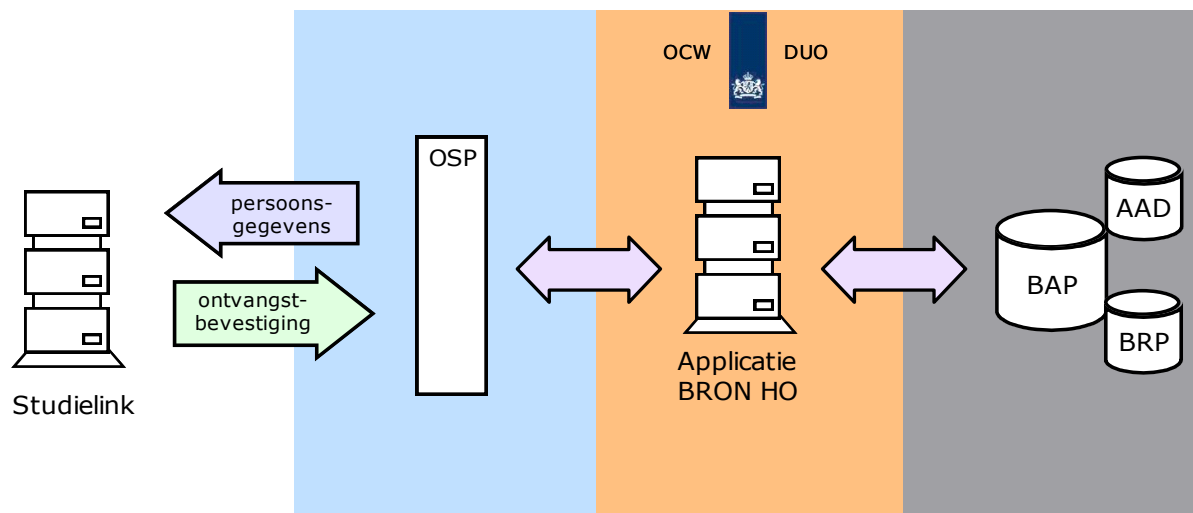 OCW DUO
OSP
persoons-
gegevens
ontvangst-
bevestiging
Studielink
Applicatie
BRON HO
AAD
BAP
BRP